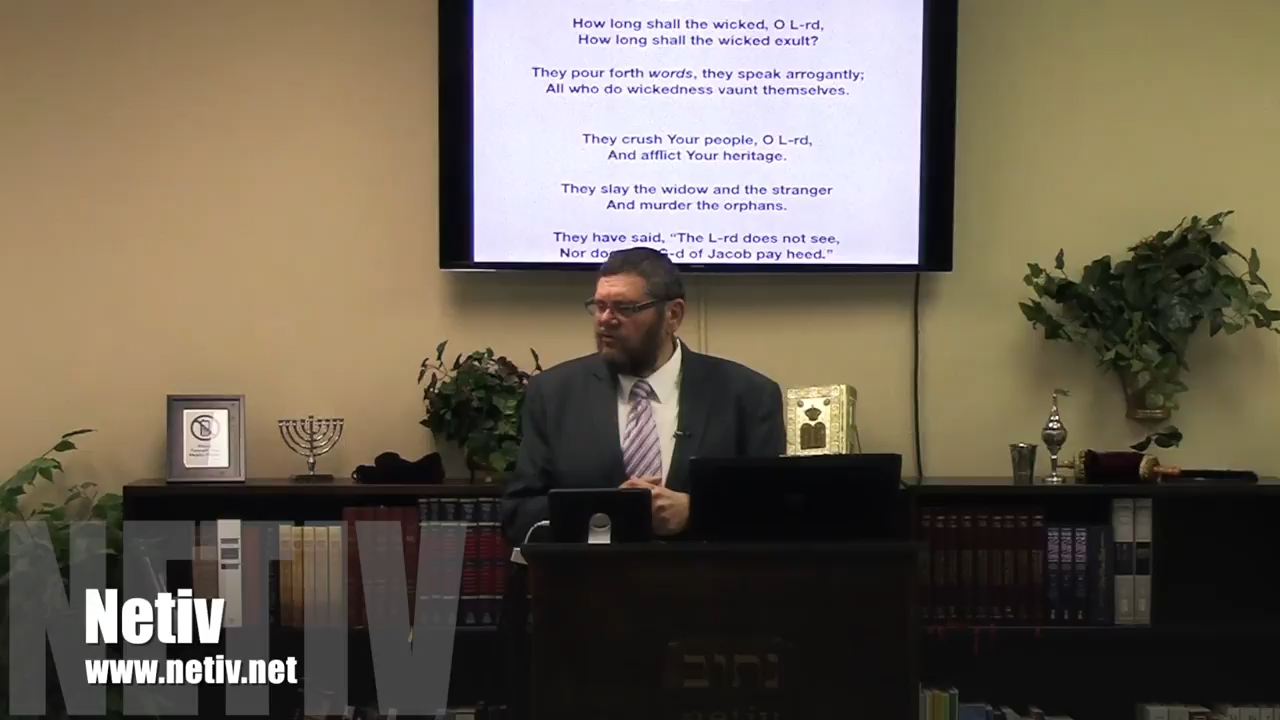 How long shall the wicked, O L-rd,
How long shall the wicked exult?
They pour forth words, they speak arrogantly;
All who do wickedness vaunt themselves.
They crush Your people, O L-rd,
And afflict Your heritage.
They slay the widow and the stranger
And murder the orphans.
They have said, “The L-rd does not see,
Nor G-d of Jacob pay heed.”
NETIV
Netiv
www.netiv.net
נתיב
netiv